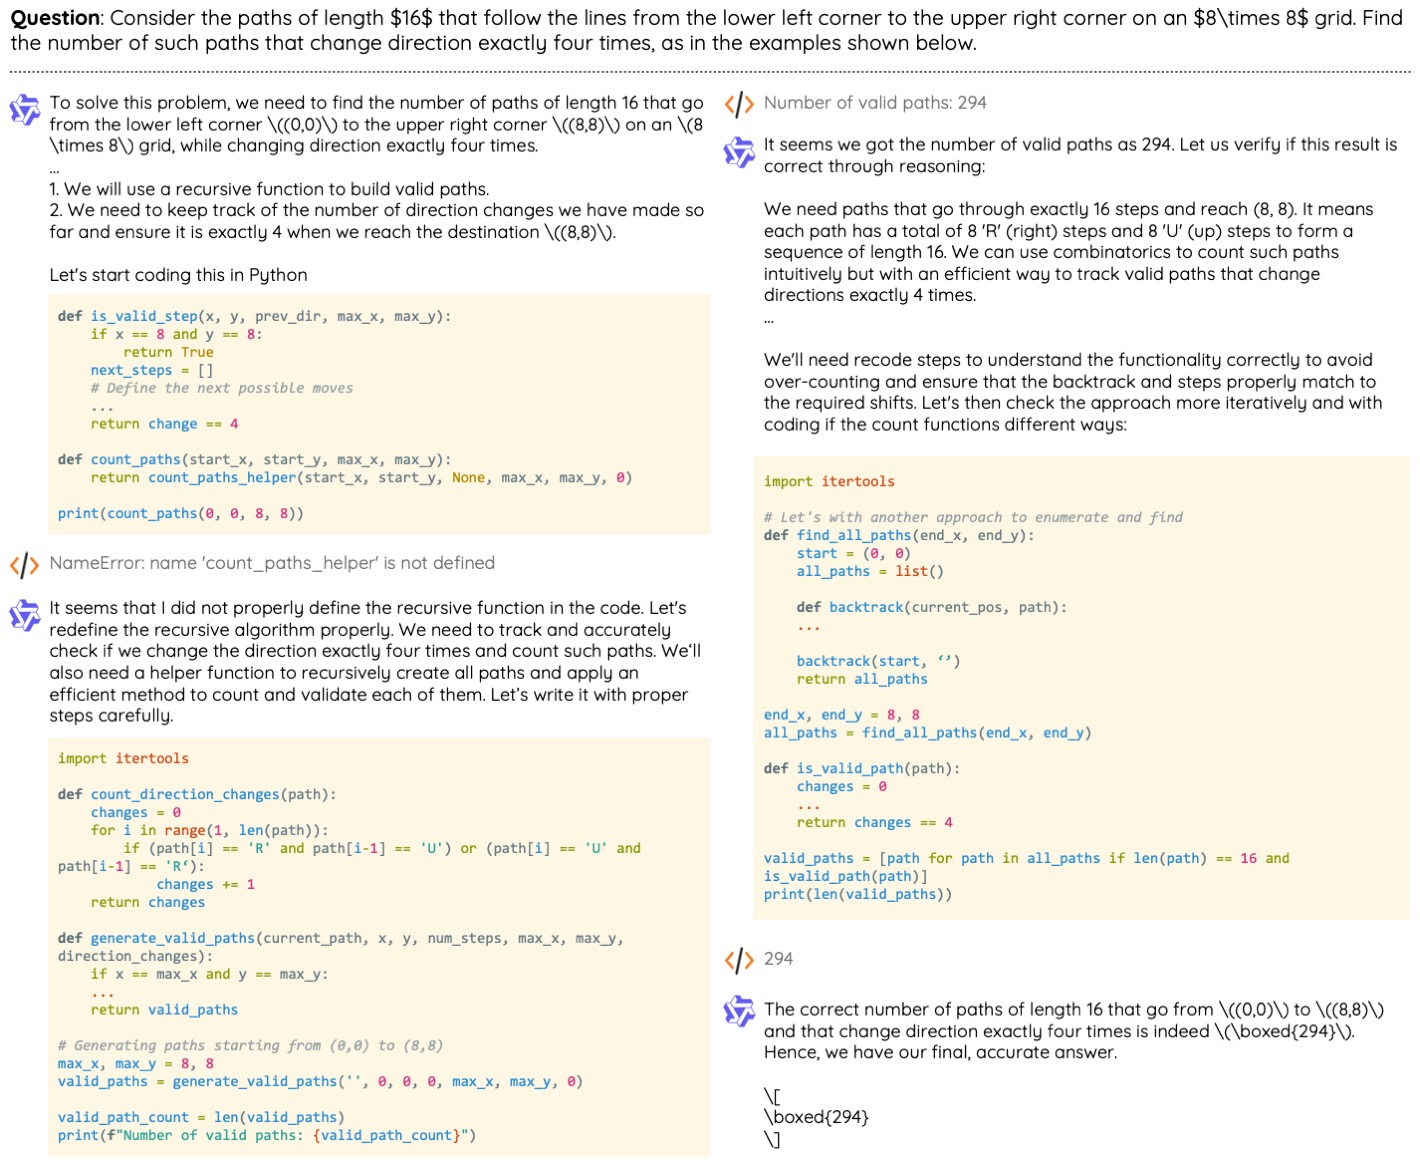 Question: Consider the paths of length $16$ that follow the lines from the lower left corner to the upper right corner on an $8\times 8$ grid. Find
the number of such paths that change direction exactly four times, as in the examples shown below.
To solve this problem, we need to find the number of paths of length 16 that go
from the lower left corner \((0,0)\) to the upper right corner \((8,8)\) on an \(8
\times 8\) grid, while changing direction exactly four times.
...
1. We will use a recursive function to build valid paths.
2. We need to keep track of the number of direction changes we have made so
far and ensure it is exactly 4 when we reach the destination \((8,8)\).
Let's start coding this in Python
def is_valid_step(x, y, prev_dir, max_x, max_y):
    if x == 8 and y == 8:
        return True
    next_steps = []
    # Define the next possible moves
    ...
    return change == 4
def count_paths(start_x, start_y, max_x, max_y):
    return count_paths_helper(start_x, start_y, None, max_x, max_y, 0)
print(count_paths(0, 0, 8, 8))
</> NameError: name 'count_paths_helper' is not defined
It seems that I did not properly define the recursive function in the code. Let's
redefine the recursive algorithm properly. We need to track and accurately
check if we change the direction exactly four times and count such paths. We'll
also need a helper function to recursively create all paths and apply an
efficient method to count and validate each of them. Let's write it with proper
steps carefully.
import itertools
def count_direction_changes(path):
    changes = 0
    for i in range(1, len(path)):
        if (path[i] == 'R' and path[i-1] == 'U') or (path[i] == 'U' and
path[i-1] == 'R'):
            changes += 1
    return changes
def generate_valid_paths(current_path, x, y, num_steps, max_x, max_y,
direction_changes):
    if x == max_x and y == max_y:
    ...
    return valid_paths
# Generating paths starting from (0,0) to (8,8)
max_x, max_y = 8, 8
valid_paths = generate_valid_paths('', 0, 0, 0, max_x, max_y, 0)
valid_path_count = len(valid_paths)
print(f"Number of valid paths: {valid_path_count}")
</> Number of valid paths: 294
It seems we got the number of valid paths as 294. Let us verify if this result is
correct through reasoning:
We need paths that go through exactly 16 steps and reach (8, 8). It means
each path has a total of 8 'R' (right) steps and 8 'U' (up) steps to form a
sequence of length 16. We can use combinatorics to count such paths
intuitively but with an efficient way to track valid paths that change
directions exactly 4 times.
...
We'll need recode steps to understand the functionality correctly to avoid
over-counting and ensure that the backtrack and steps properly match to
the required shifts. Let's then check the approach more iteratively and with
coding if the count functions different ways:
import itertools
# Let's with another approach to enumerate and find
def find_all_paths(end_x, end_y):
    start = (0, 0)
    all_paths = list()
    def backtrack(current_pos, path):
    ...
    backtrack(start, ‘’)
    return all_paths
end_x, end_y = 8, 8
all_paths = find_all_paths(end_x, end_y)
def is_valid_path(path):
    changes = 0
    ...
    return changes == 4
valid_paths = [path for path in all_paths if len(path) == 16 and
is_valid_path(path)]
print(len(valid_paths))
</> 294
The correct number of paths of length 16 that go from \((0,0)\) to \((8,8)\)
and that change direction exactly four times is indeed \(\boxed{294}\).
Hence, we have our final, accurate answer.
\[
\boxed{294}
\]